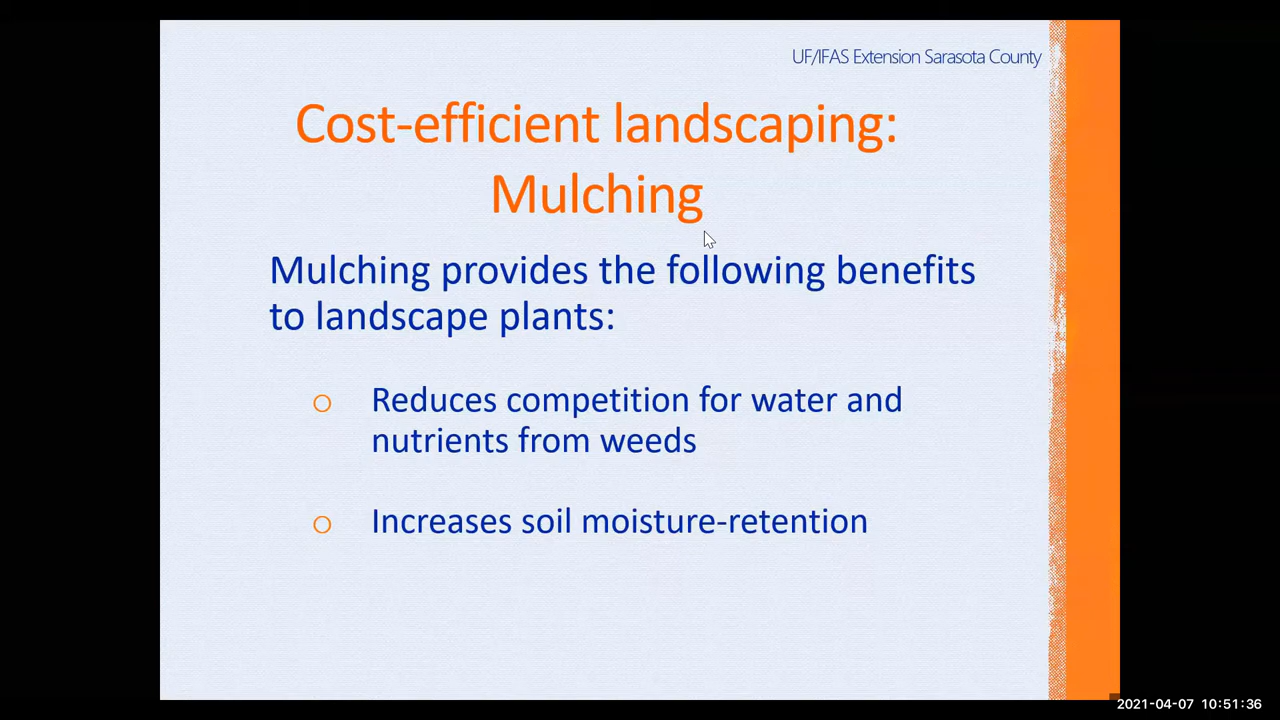 UF/IFAS Extension Sarasota County
Cost-efficient landscaping:
Mulching
Mulching provides the following benefits
to landscape plants:
Reduces competition for water and
nutrients from weeds
Increases soil moisture-retention
2021-04-07 10:51:36